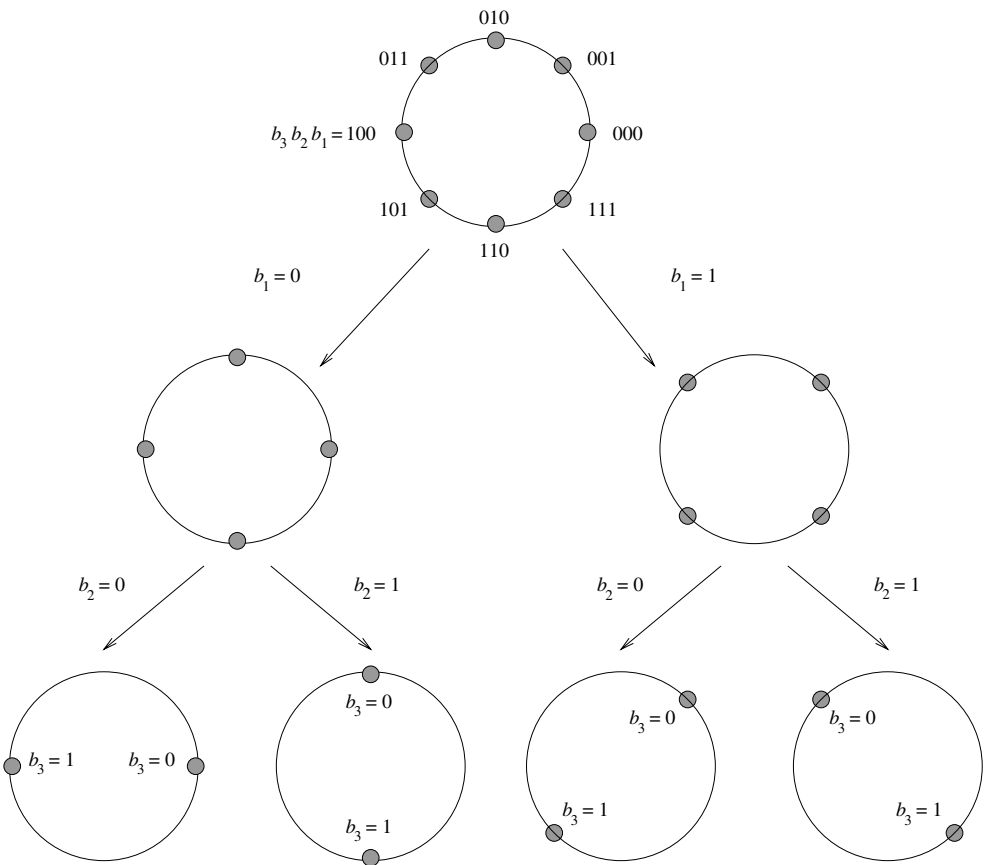 010
011
001
b₃ b₂ b₁ = 100
000
101
111
110
b₁ = 0
b₁ = 1
b₂ = 0
b₂ = 1
b₂ = 0
b₂ = 1
b₃ = 0
b₃ = 0
b₃ = 0
b₃ = 1
b₃ = 0
b₃ = 1
b₃ = 1
b₃ = 1